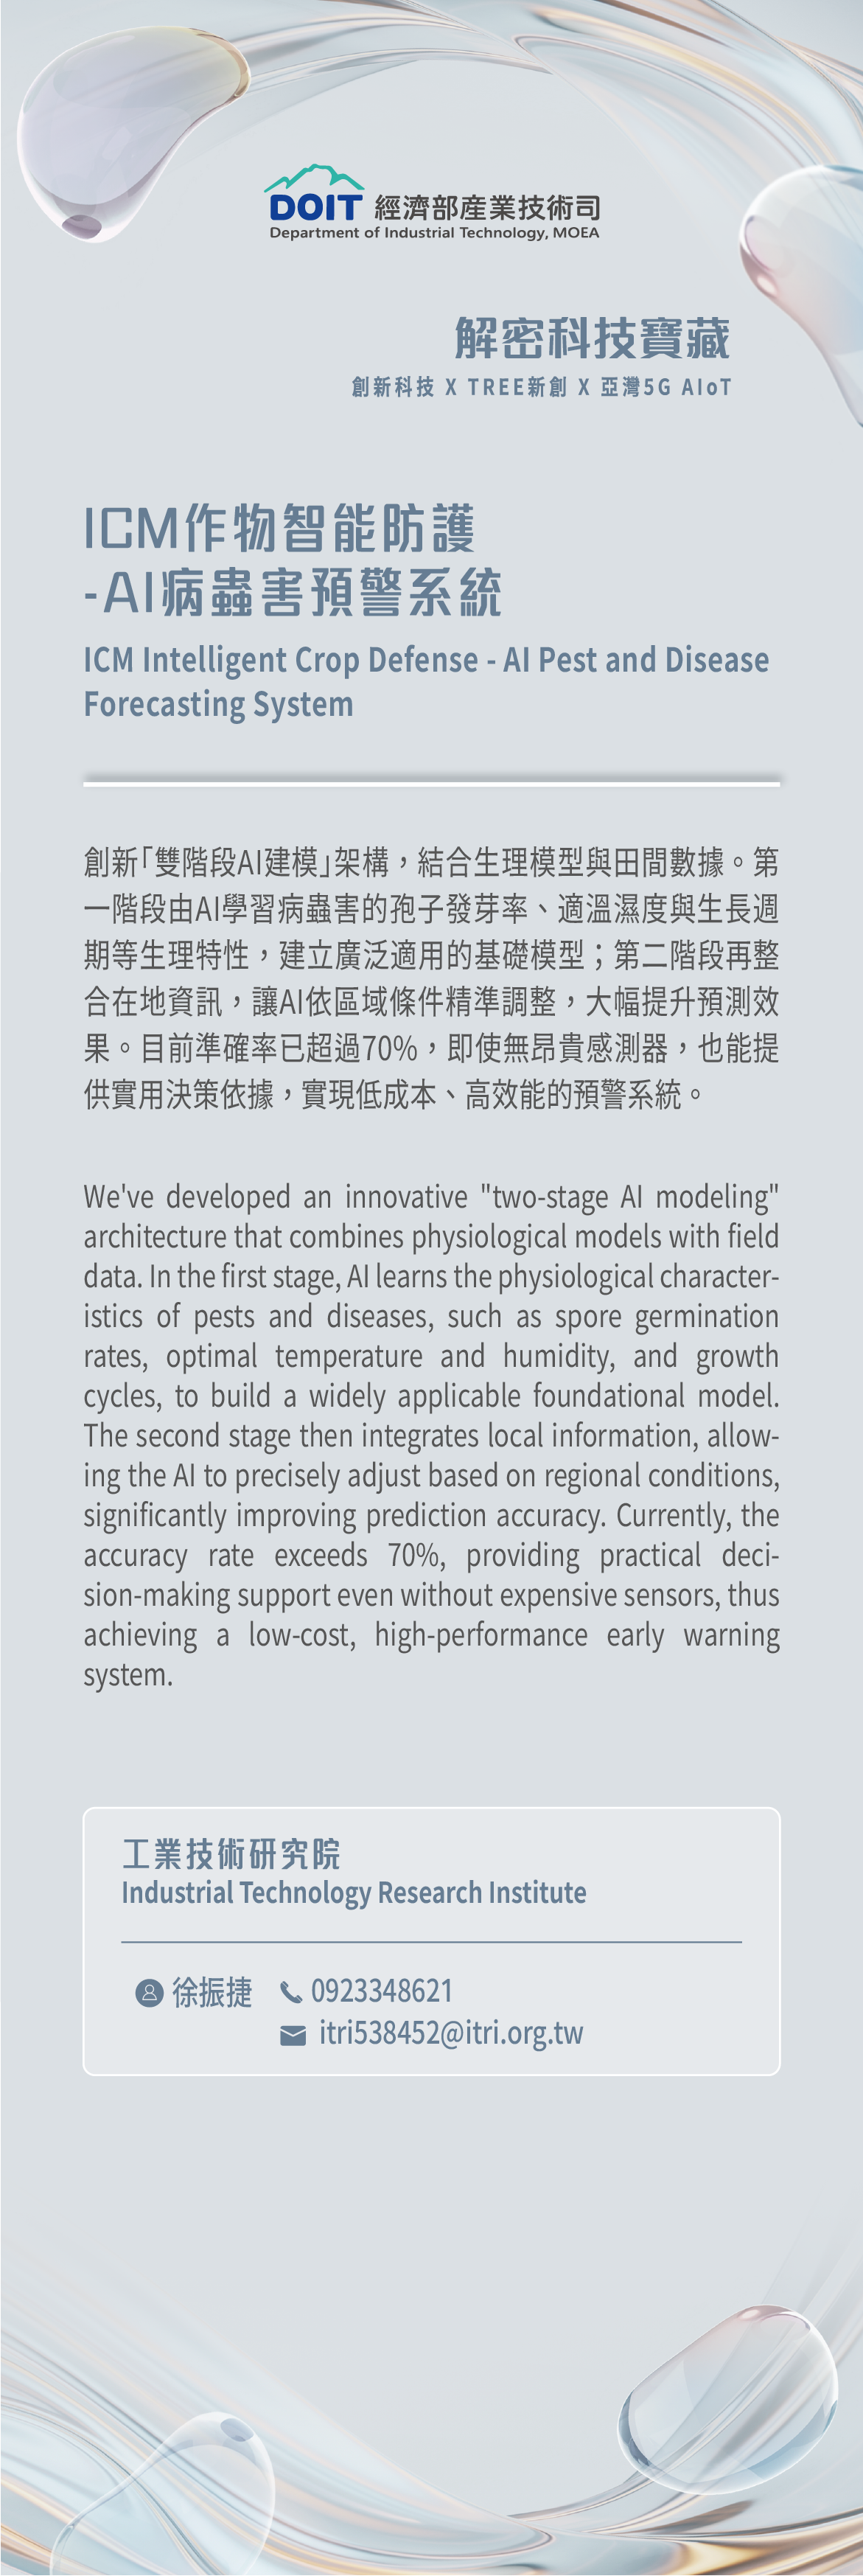 DOIT 經濟部產業技術司
Department of Industrial Technology, MOEA
解密科技寶藏
創新科技 X TREE新創 X 亞灣5G AIoT
ICM作物智能防護
-AI病蟲害預警系統
ICM Intelligent Crop Defense - AI Pest and Disease
Forecasting System
創新「雙階段AI建模」架構，結合生理模型與田間數據。第
一階段由AI學習病蟲害的孢子發芽率、適溫濕度與生長週
期等生理特性，建立廣泛適用的基礎模型；第二階段再整
合在地資訊，讓AI依區域條件精準調整，大幅提升預測效
果。目前準確率已超過70%，即使無昂貴感測器，也能提
供實用決策依據，實現低成本、高效能的預警系統。
We've developed an innovative "two-stage AI modeling"
architecture that combines physiological models with field
data. In the first stage, AI learns the physiological character-
istics of pests and diseases, such as spore germination
rates, optimal temperature and humidity, and growth
cycles, to build a widely applicable foundational model.
The second stage then integrates local information, allow-
ing the AI to precisely adjust based on regional conditions,
significantly improving prediction accuracy. Currently, the
accuracy rate exceeds 70%, providing practical deci-
sion-making support even without expensive sensors, thus
achieving a low-cost, high-performance early warning
system.
工業技術研究院
Industrial Technology Research Institute
徐振捷 0923348621
itri538452@itri.org.tw